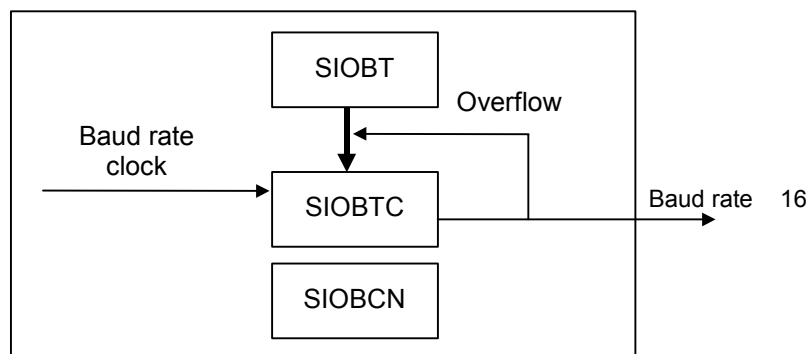 SIOBT
Overflow
Baud rate
clock
SIOBTC
Baud rate 16
SIOBCN